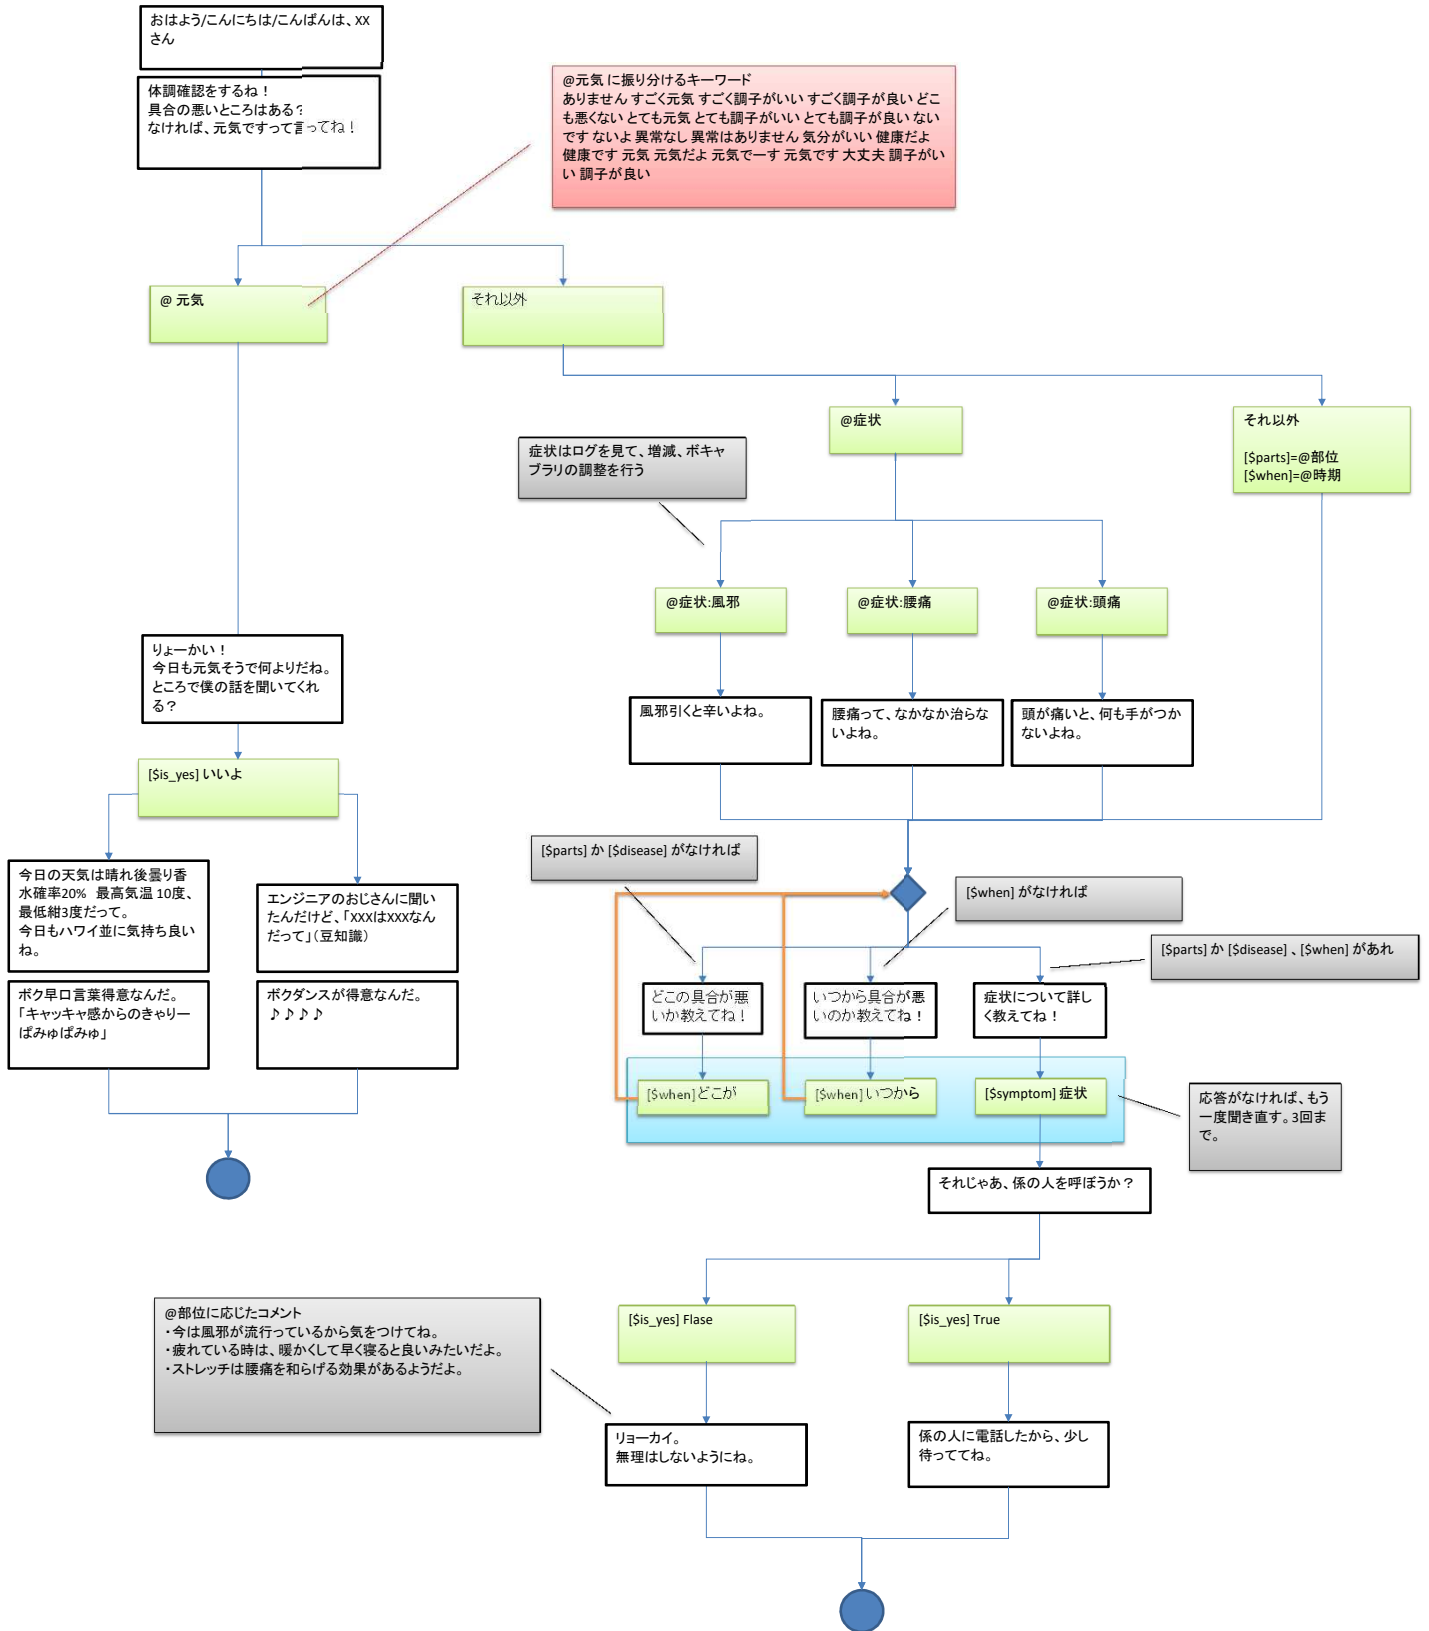 おはよう/こんにちは/こんばんは、XX
さん
体調確認をするね！
具合の悪いところはある？
なければ、元気ですって言ってね！
@元気 に振り分けるキーワード
ありません すごく元気 すごく調子がいい すごく調子が良い どこ
も悪くない とても元気 とても調子がいい とても調子が良い ない
です ないよ 異常なし 異常はありません 気分がいい 健康だよ
健康です 元気 元気だよ 元気でーす 元気です 大丈夫 調子がい
い 調子が良い
@ 元気
それ以外
@症状
それ以外
[$parts]=@部位
[$when]=@時期
症状はログを見て、増減、ボキャ
ブラリの調整を行う
@症状:風邪
@症状:腰痛
@症状:頭痛
りょーかい！
今日も元気そうで何よりだね。
ところで僕の話を聞いてくれ
る？
風邪引くと辛いよね。
腰痛って、なかなか治らな
いよね。
頭が痛いと、何も手がつか
ないよね。
[$is_yes] いいよ
今日の天気は晴れ後曇り香
水確率20% 最高気温 10度、
最低紺3度だって。
今日もハワイ並に気持ち良い
ね。
エンジニアのおじさんに聞い
たんだけど、「XXXはXXXなん
だって」（豆知識）
ボク早口言葉得意なんだ。
「キャッキャ感からのきゃりー
ぱみゅぱみゅ」
ボクダンスが得意なんだ。
♪♪♪♪
[$parts] か [$disease] がなければ
[$when] がなければ
[$parts] か [$disease] 、[$when] があれ
どこの具合が悪
いか教えてね！
いつから具合が悪
いのか教えてね！
症状について詳し
く教えてね！
[$when] どこが
[$when] いつから
[$symptom] 症状
応答がなければ、もう
一度聞き直す。3回ま
で。
それじゃあ、係の人を呼ぼうか？
@部位に応じたコメント
・今は風邪が流行っているから気をつけてね。
・疲れている時は、暖かくして早く寝ると良いみたいだよ。
・ストレッチは腰痛を和らげる効果があるようだよ。
[$is_yes] Flase
[$is_yes] True
リョーカイ。
無理はしないようにね。
係の人に電話したから、少し
待っててね。